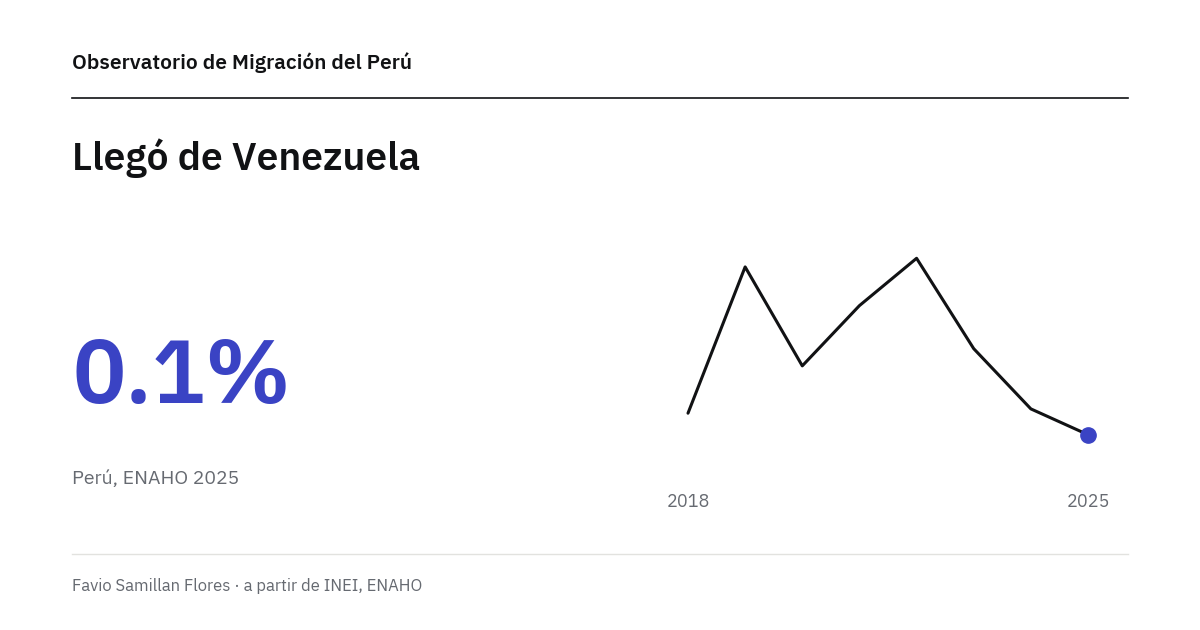 Observatorio de Migración del Perú
Llegó de Venezuela
0.1%
Perú, ENAHO 2025
2018
2025
Favio Samillan Flores · a partir de INEI, ENAHO